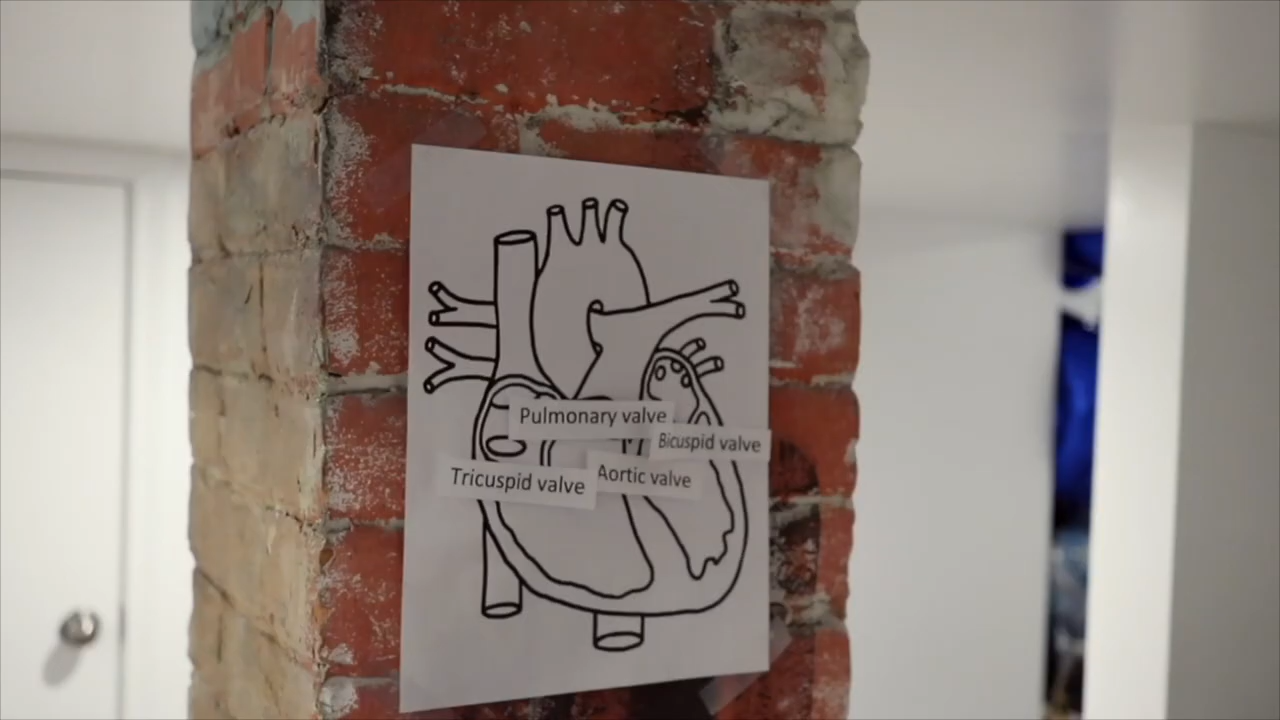 Pulmonary valve
Bicuspid valve
Tricuspid valve
Aortic valve